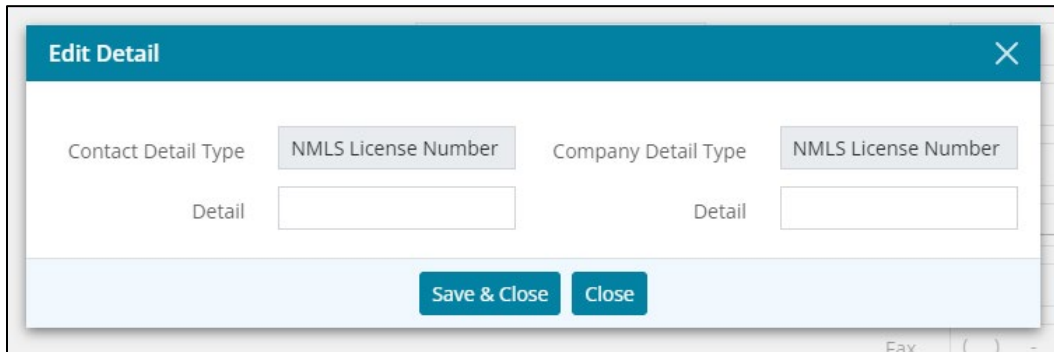 Edit Detail
Contact Detail Type NMLS License Number Company Detail Type NMLS License Number
Detail Detail
Save & Close Close
Fax ( ) -